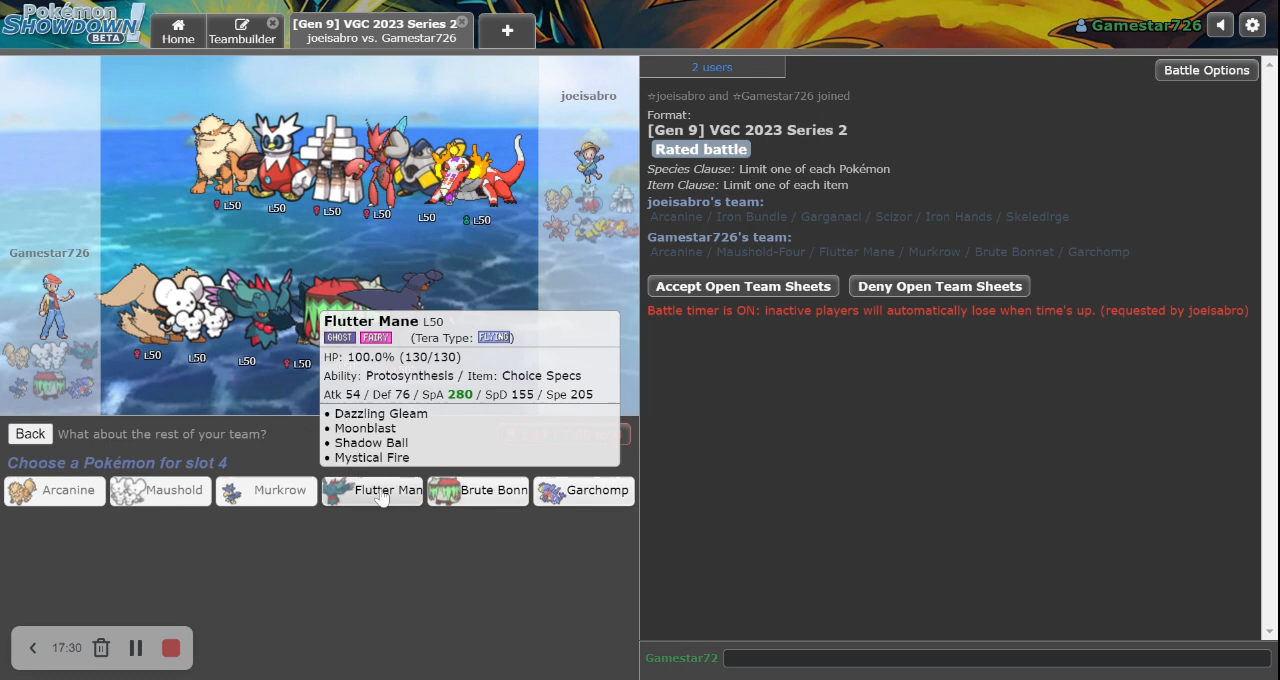 Pokémon
SHOWDOWN!
BETA
Home
Teambuilder
[Gen 9] VGC 2023 Series 2
joeisabro vs. Gamestar726
+
Gamestar726
2 users
Battle Options
joeisabro
☆joeisabro and ☆Gamestar726 joined
Format:
[Gen 9] VGC 2023 Series 2
Rated battle
Species Clause: Limit one of each Pokémon
Item Clause: Limit one of each item
joeisabro's team:
Arcanine / Iron Bundle / Garganacl / Scizor / Iron Hands / Skeledirge
Gamestar726's team:
Arcanine / Maushold-Four / Flutter Mane / Murkrow / Brute Bonnet / Garchomp
Accept Open Team Sheets
Deny Open Team Sheets
Battle timer is ON: inactive players will automatically lose when time's up. (requested by joeisabro)
L50 L50 L50 L50 L50 L50
Gamestar726
L50 L50 L50 L50
Flutter Mane L50
GHOST FAIRY (Tera Type: FLYING)
HP: 100.0% (130/130)
Ability: Protosynthesis / Item: Choice Specs
Atk 54 / Def 76 / SpA 280 / SpD 155 / Spe 205
• Dazzling Gleam
• Moonblast
• Shadow Ball
• Mystical Fire
Back What about the rest of your team?
Choose a Pokémon for slot 4
Arcanine Maushold Murkrow Flutter Man Brute Bonn Garchomp
17:30
Gamestar72